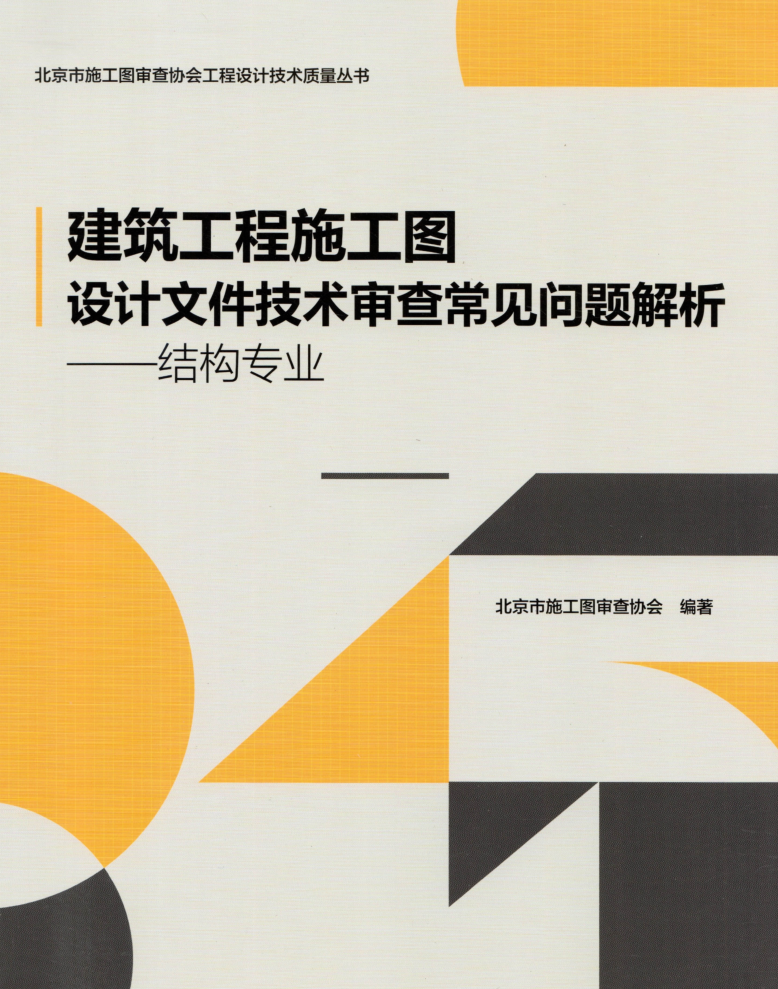 北京市施工图审查协会工程设计技术质量丛书
建筑工程施工图
设计文件技术审查常见问题解析
——结构专业
北京市施工图审查协会 编著